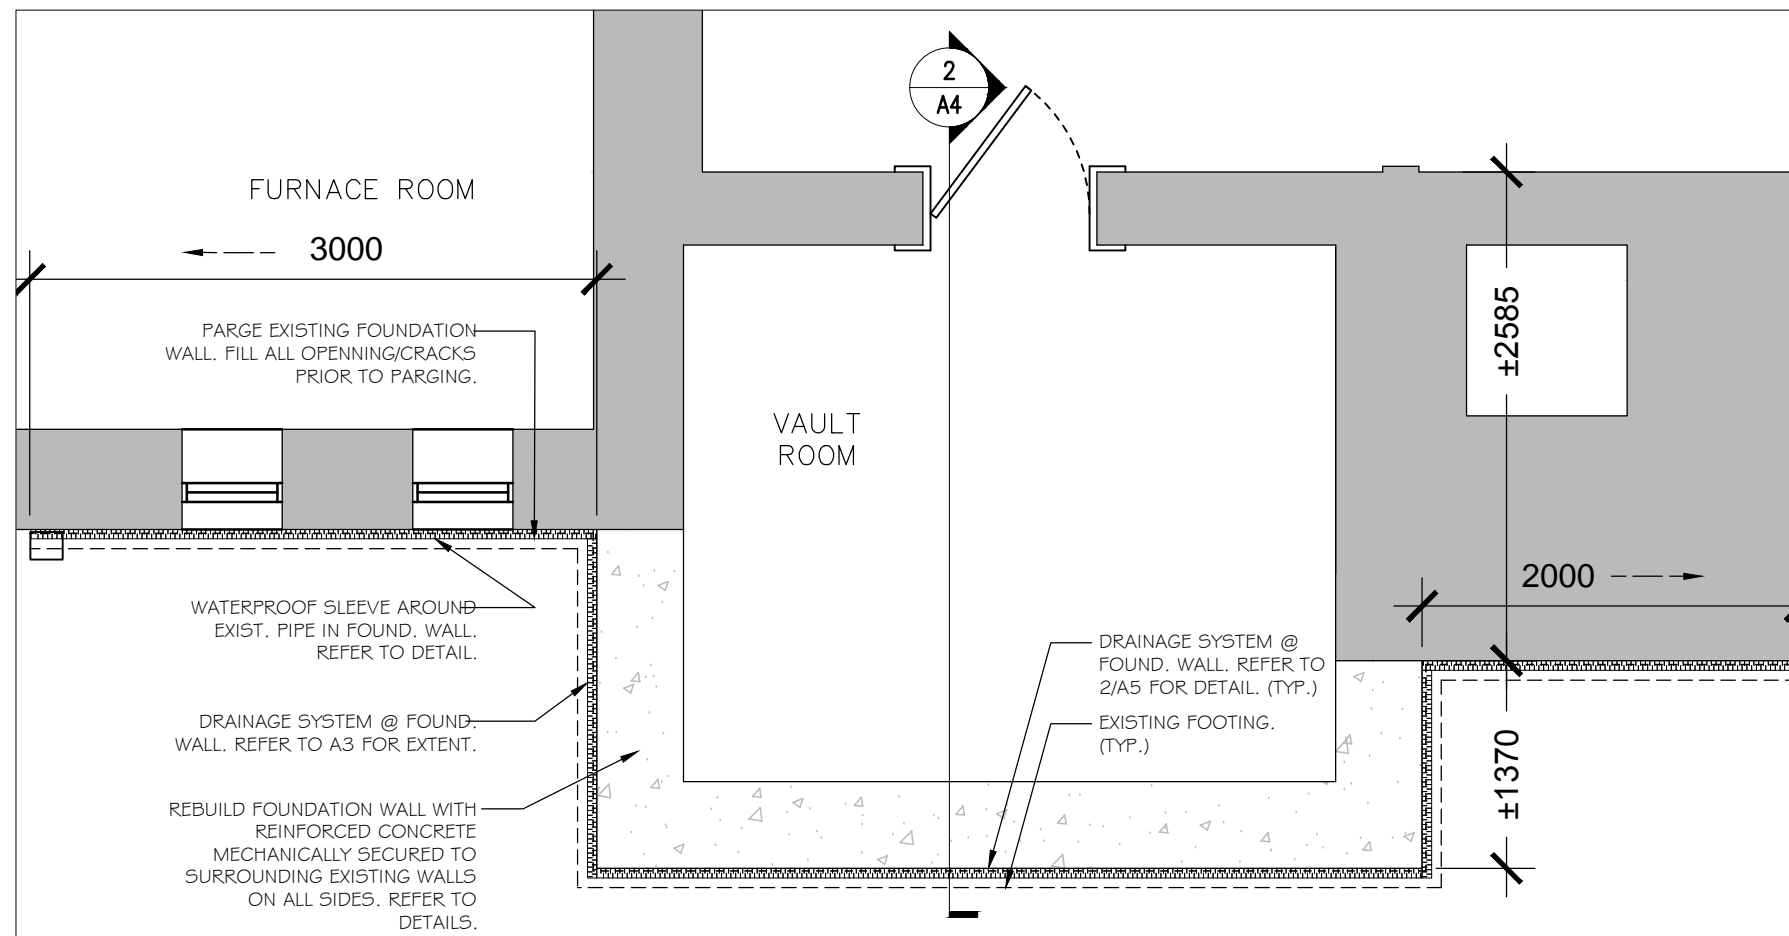 2
A4
FURNACE ROOM
3000
PARGE EXISTING FOUNDATION
WALL. FILL ALL OPENNING/CRACKS
PRIOR TO PARGING.
±2585
VAULT
ROOM
2000
WATERPROOF SLEEVE AROUND
EXIST. PIPE IN FOUND. WALL.
REFER TO DETAIL.
DRAINAGE SYSTEM @
FOUND. WALL. REFER TO
2/A5 FOR DETAIL. (TYP.)
DRAINAGE SYSTEM @ FOUND.
WALL. REFER TO A3 FOR EXTENT.
EXISTING FOOTING.
(TYP.)
±1370
REBUILD FOUNDATION WALL WITH
REINFORCED CONCRETE
MECHANICALLY SECURED TO
SURROUNDING EXISTING WALLS
ON ALL SIDES. REFER TO
DETAILS.